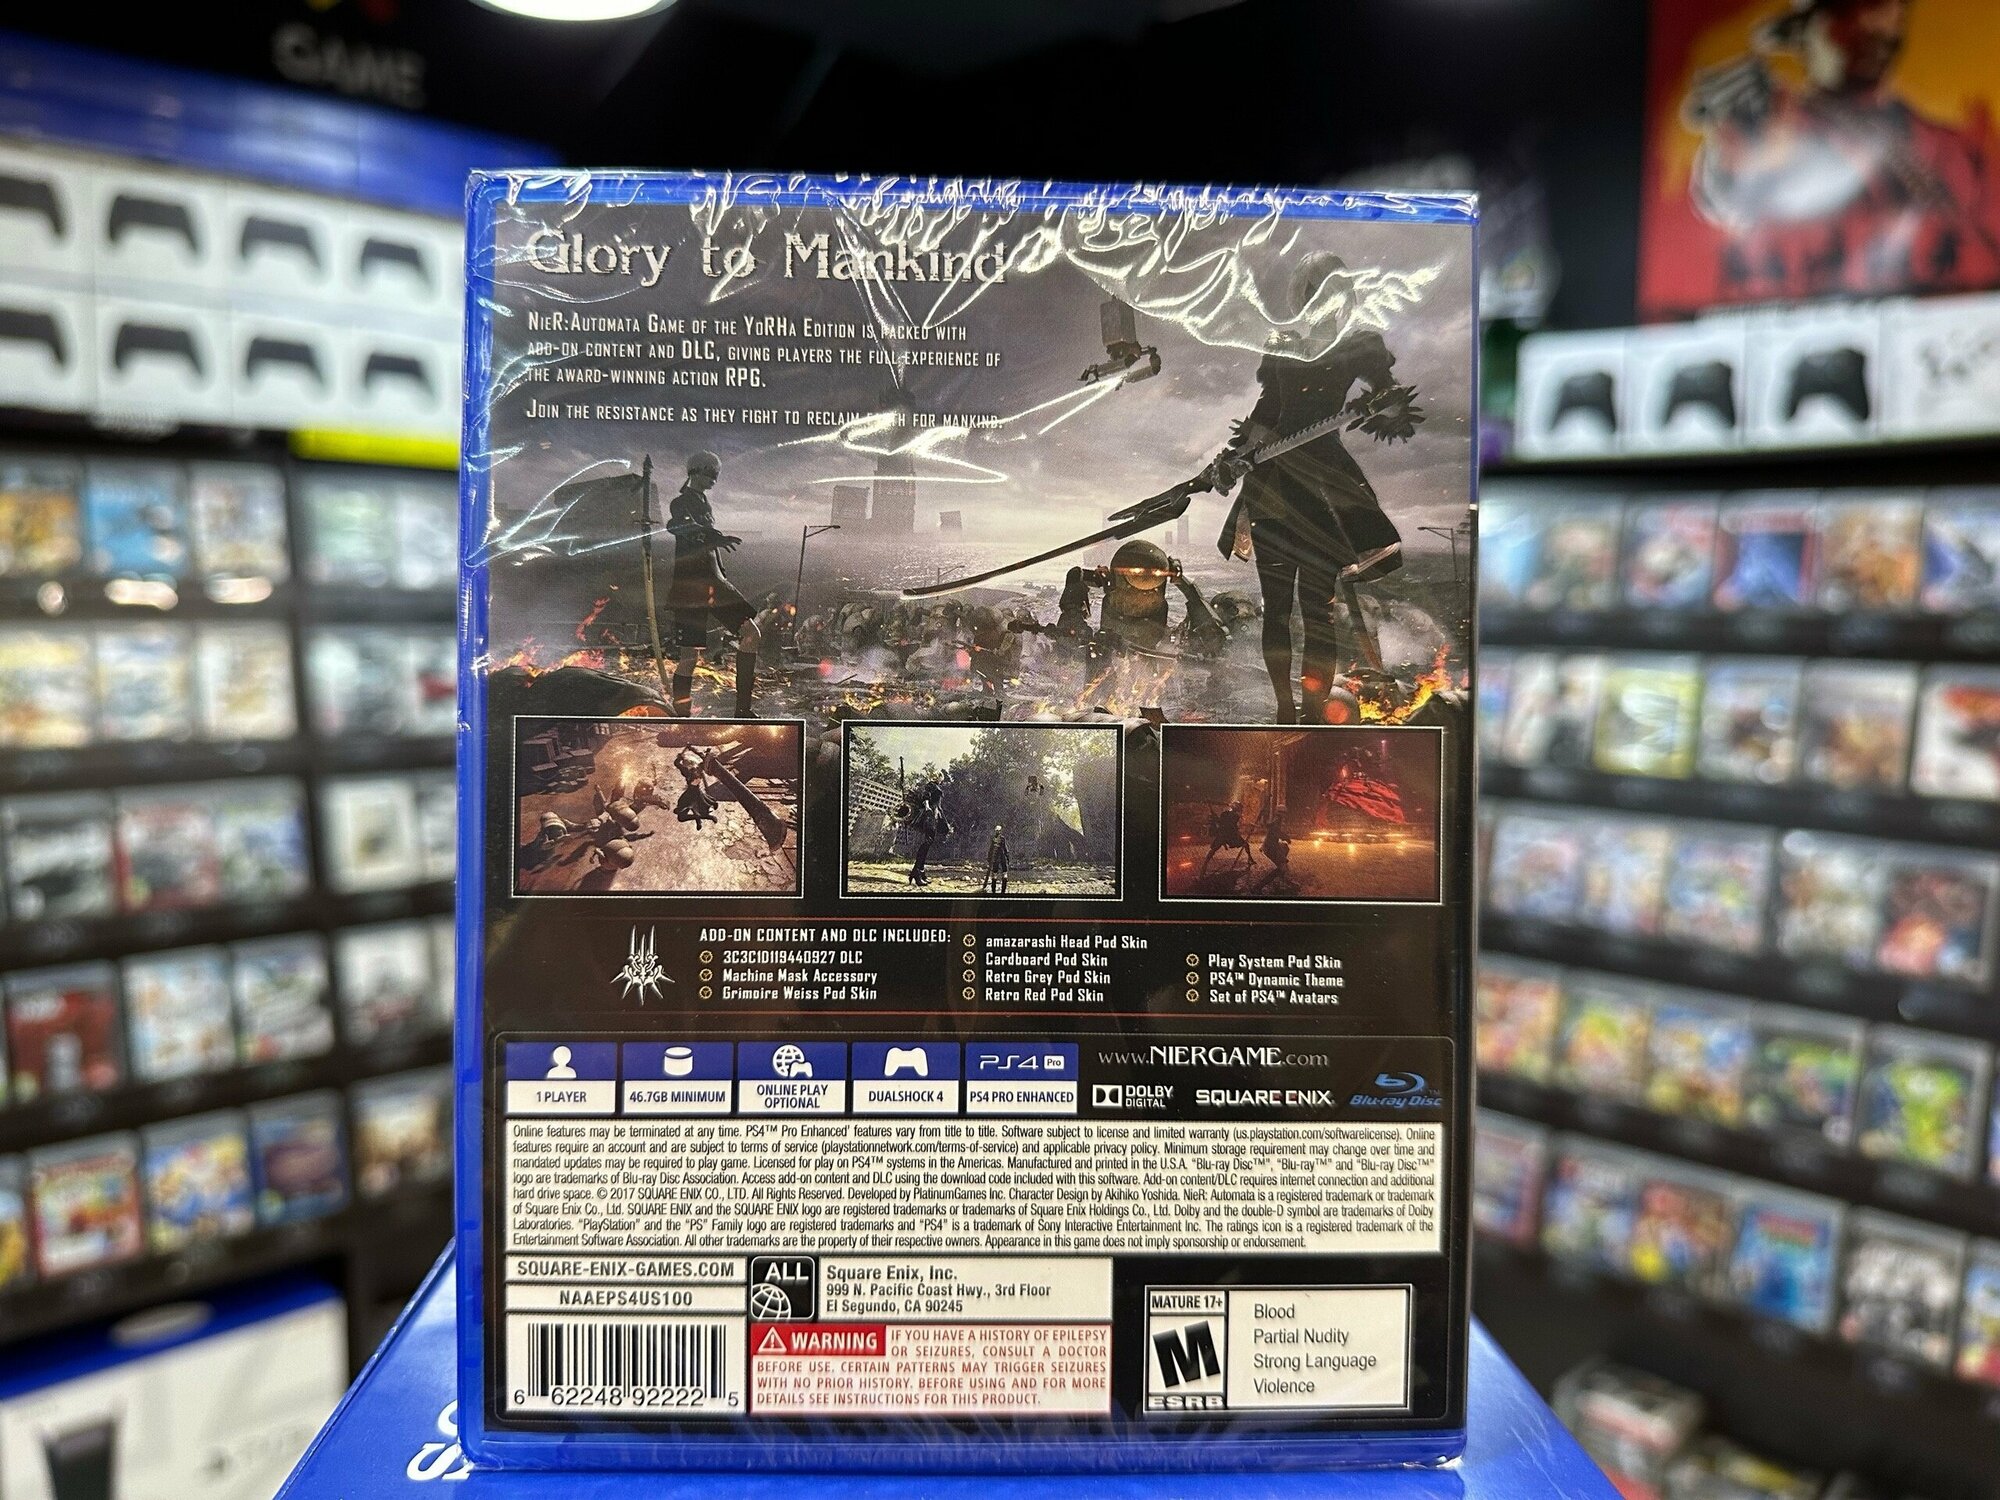 GAME
Glory to Mankind
NieR:Automata Game of the YoRHa Edition is packed with
add-on content and DLC, giving players the full experience of
the award-winning action RPG.
Join the resistance as they fight to reclaim Earth for mankind.
ADD-ON CONTENT AND DLC INCLUDED:
3C3C1D119440927 DLC
Machine Mask Accessory
Grimoire Weiss Pod Skin
amazarashi Head Pod Skin
Cardboard Pod Skin
Retro Grey Pod Skin
Retro Red Pod Skin
Play System Pod Skin
PS4™ Dynamic Theme
Set of PS4™ Avatars
1 PLAYER
46.7GB MINIMUM
ONLINE PLAY
OPTIONAL
DUALSHOCK 4
PS4 Pro
PS4 PRO ENHANCED
www.NIERGAME.com
DOLBY
DIGITAL
SQUARE ENIX.
Blu-ray Disc
Online features may be terminated at any time. PS4™ Pro Enhanced' features vary from title to title. Software subject to license and limited warranty (us.playstation.com/softwarelicense). Online
features require an account and are subject to terms of service (playstationnetwork.com/terms-of-service) and applicable privacy policy. Minimum storage requirement may change over time and
mandated updates may be required to play game. Licensed for play on PS4™ systems in the Americas. Manufactured and printed in the U.S.A. "Blu-ray Disc™", "Blu-ray™" and "Blu-ray Disc™"
logo are trademarks of Blu-ray Disc Association. Access add-on content and DLC using the download code included with this software. Add-on content/DLC requires internet connection and additional
hard drive space. © 2017 SQUARE ENIX CO., LTD. All Rights Reserved. Developed by PlatinumGames Inc. Character Design by Akihiko Yoshida. NieR: Automata is a registered trademark or trademark
of Square Enix Co., Ltd. SQUARE ENIX and the SQUARE ENIX logo are registered trademarks or trademarks of Square Enix Holdings Co., Ltd. Dolby and the double-D symbol are trademarks of Dolby
Laboratories. "PlayStation" and the "PS" Family logo are registered trademarks and "PS4" is a trademark of Sony Interactive Entertainment Inc. The ratings icon is a registered trademark of the
Entertainment Software Association. All other trademarks are the property of their respective owners. Appearance in this game does not imply sponsorship or endorsement.
SQUARE-ENIX-GAMES.COM
NAAEPS4US100
6 62248 92222 5
ALL
Square Enix, Inc.
999 N. Pacific Coast Hwy., 3rd Floor
El Segundo, CA 90245
WARNING IF YOU HAVE A HISTORY OF EPILEPSY
OR SEIZURES, CONSULT A DOCTOR
BEFORE USE. CERTAIN PATTERNS MAY TRIGGER SEIZURES
WITH NO PRIOR HISTORY. BEFORE USING AND FOR MORE
DETAILS SEE INSTRUCTIONS FOR THIS PRODUCT.
MATURE 17+
M
ESRB
Blood
Partial Nudity
Strong Language
Violence